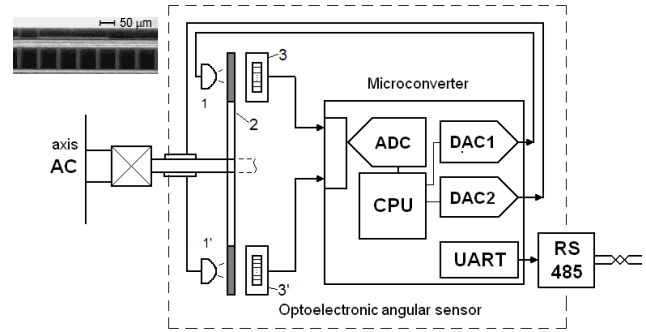 50 μm
3
Microconverter
1
2
ADC
DAC1
axis
AC
CPU
DAC2
1'
UART
RS
485
3'
Optoelectronic angular sensor